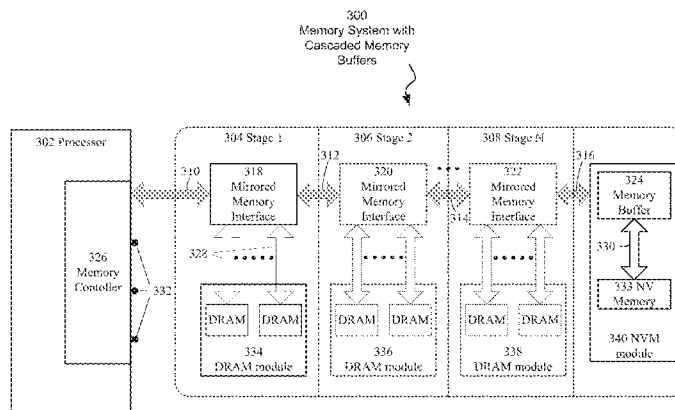 300
Memory System with
Cascaded Memory
Buffers
302 Processor
304 Stage 1
306 Stage 2
308 Stage N
310
312
314
316
318
Mirrored
Memory
Interface
320
Mirrored
Memory
Interface
322
Mirrored
Memory
Interface
324
Memory
Buffer
326
Memory
Contoller
328
330
332
333 NV
Memory
DRAM
DRAM
DRAM
DRAM
DRAM
DRAM
334
DRAM module
336
DRAM module
338
DRAM module
340 NVM
module